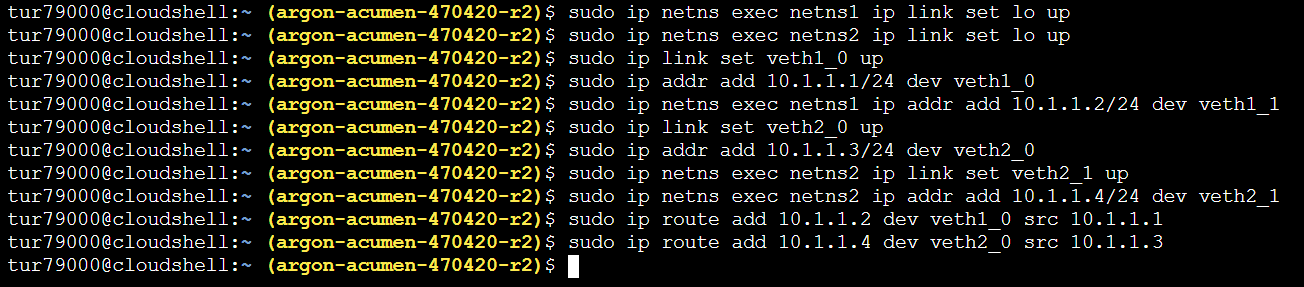 tur79000@cloudshell:~ (argon-acumen-470420-r2)$ sudo ip netns exec netns1 ip link set lo up
tur79000@cloudshell:~ (argon-acumen-470420-r2)$ sudo ip netns exec netns2 ip link set lo up
tur79000@cloudshell:~ (argon-acumen-470420-r2)$ sudo ip link set veth1_0 up
tur79000@cloudshell:~ (argon-acumen-470420-r2)$ sudo ip addr add 10.1.1.1/24 dev veth1_0
tur79000@cloudshell:~ (argon-acumen-470420-r2)$ sudo ip netns exec netns1 ip addr add 10.1.1.2/24 dev veth1_1
tur79000@cloudshell:~ (argon-acumen-470420-r2)$ sudo ip link set veth2_0 up
tur79000@cloudshell:~ (argon-acumen-470420-r2)$ sudo ip addr add 10.1.1.3/24 dev veth2_0
tur79000@cloudshell:~ (argon-acumen-470420-r2)$ sudo ip netns exec netns2 ip link set veth2_1 up
tur79000@cloudshell:~ (argon-acumen-470420-r2)$ sudo ip netns exec netns2 ip addr add 10.1.1.4/24 dev veth2_1
tur79000@cloudshell:~ (argon-acumen-470420-r2)$ sudo ip route add 10.1.1.2 dev veth1_0 src 10.1.1.1
tur79000@cloudshell:~ (argon-acumen-470420-r2)$ sudo ip route add 10.1.1.4 dev veth2_0 src 10.1.1.3
tur79000@cloudshell:~ (argon-acumen-470420-r2)$